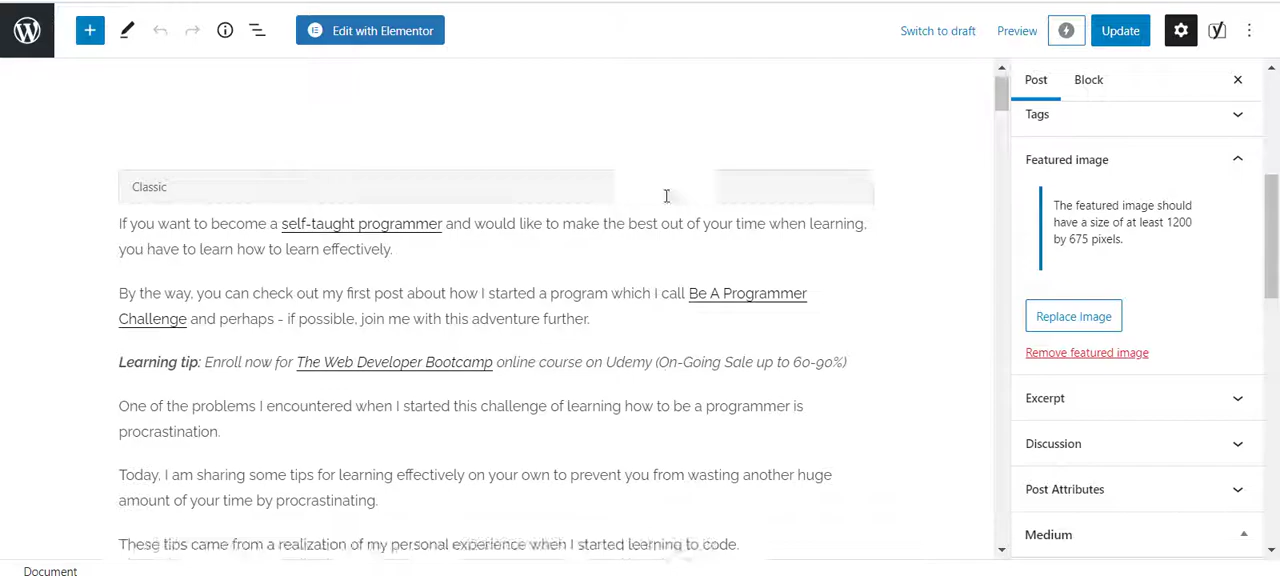 Edit with Elementor
Switch to draft
Preview
Update
Post
Block
Tags
Featured image
The featured image should
have a size of at least 1200
by 675 pixels.
Replace Image
Remove featured image
Excerpt
Discussion
Post Attributes
Medium
Classic
If you want to become a self-taught programmer and would like to make the best out of your time when learning,
you have to learn how to learn effectively.
By the way, you can check out my first post about how I started a program which I call Be A Programmer
Challenge and perhaps - if possible, join me with this adventure further.
Learning tip: Enroll now for The Web Developer Bootcamp online course on Udemy (On-Going Sale up to 60-90%)
One of the problems I encountered when I started this challenge of learning how to be a programmer is
procrastination.
Today, I am sharing some tips for learning effectively on your own to prevent you from wasting another huge
amount of your time by procrastinating.
These tips came from a realization of my personal experience when I started learning to code.
Document